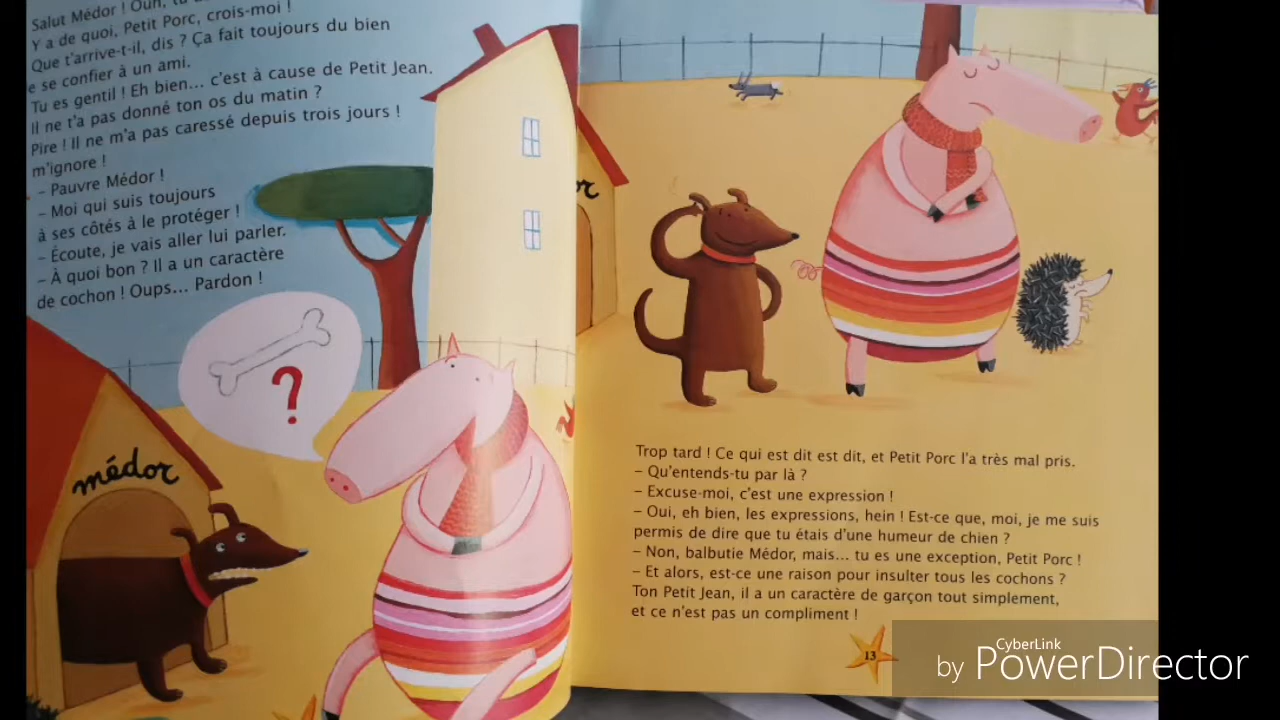 Salut Médor ! Ouh, tu
Y a de quoi, Petit Porc, crois-moi !
Que t'arrive-t-il, dis ? Ça fait toujours du bien
e se confier à un ami.
Tu es gentil ! Eh bien... c'est à cause de Petit Jean.
Il ne t'a pas donné ton os du matin ?
Pire ! Il ne m'a pas caressé depuis trois jours !
m'ignore !
– Pauvre Médor !
– Moi qui suis toujours
à ses côtés à le protéger !
– Écoute, je vais aller lui parler.
– À quoi bon ? Il a un caractère
de cochon ! Oups... Pardon !
?
médor
or
Trop tard ! Ce qui est dit est dit, et Petit Porc l'a très mal pris.
– Qu'entends-tu par là ?
– Excuse-moi, c'est une expression !
– Oui, eh bien, les expressions, hein ! Est-ce que, moi, je me suis
permis de dire que tu étais d'une humeur de chien ?
– Non, balbutie Médor, mais... tu es une exception, Petit Porc !
– Et alors, est-ce une raison pour insulter tous les cochons ?
Ton Petit Jean, il a un caractère de garçon tout simplement,
et ce n'est pas un compliment !
13
CyberLink
by PowerDirector